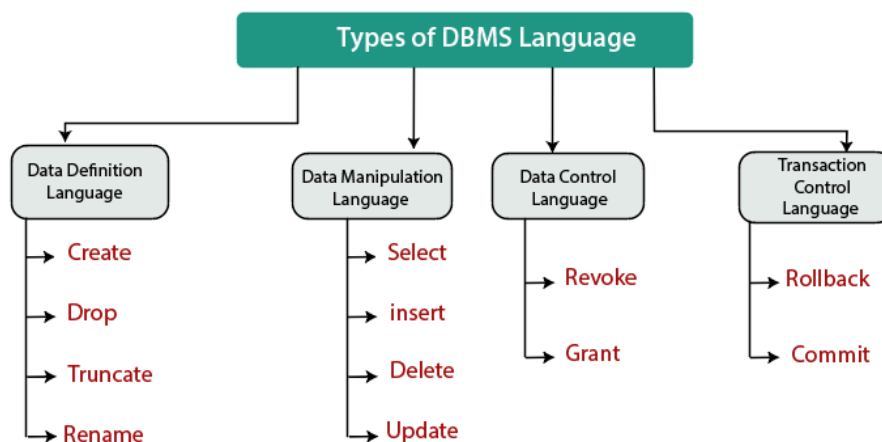 Types of DBMS Language
Data Definition
Language
Create
Drop
Truncate
Rename
Data Manipulation
Language
Select
insert
Delete
Update
Data Control
Language
Revoke
Grant
Transaction
Control
Language
Rollback
Commit